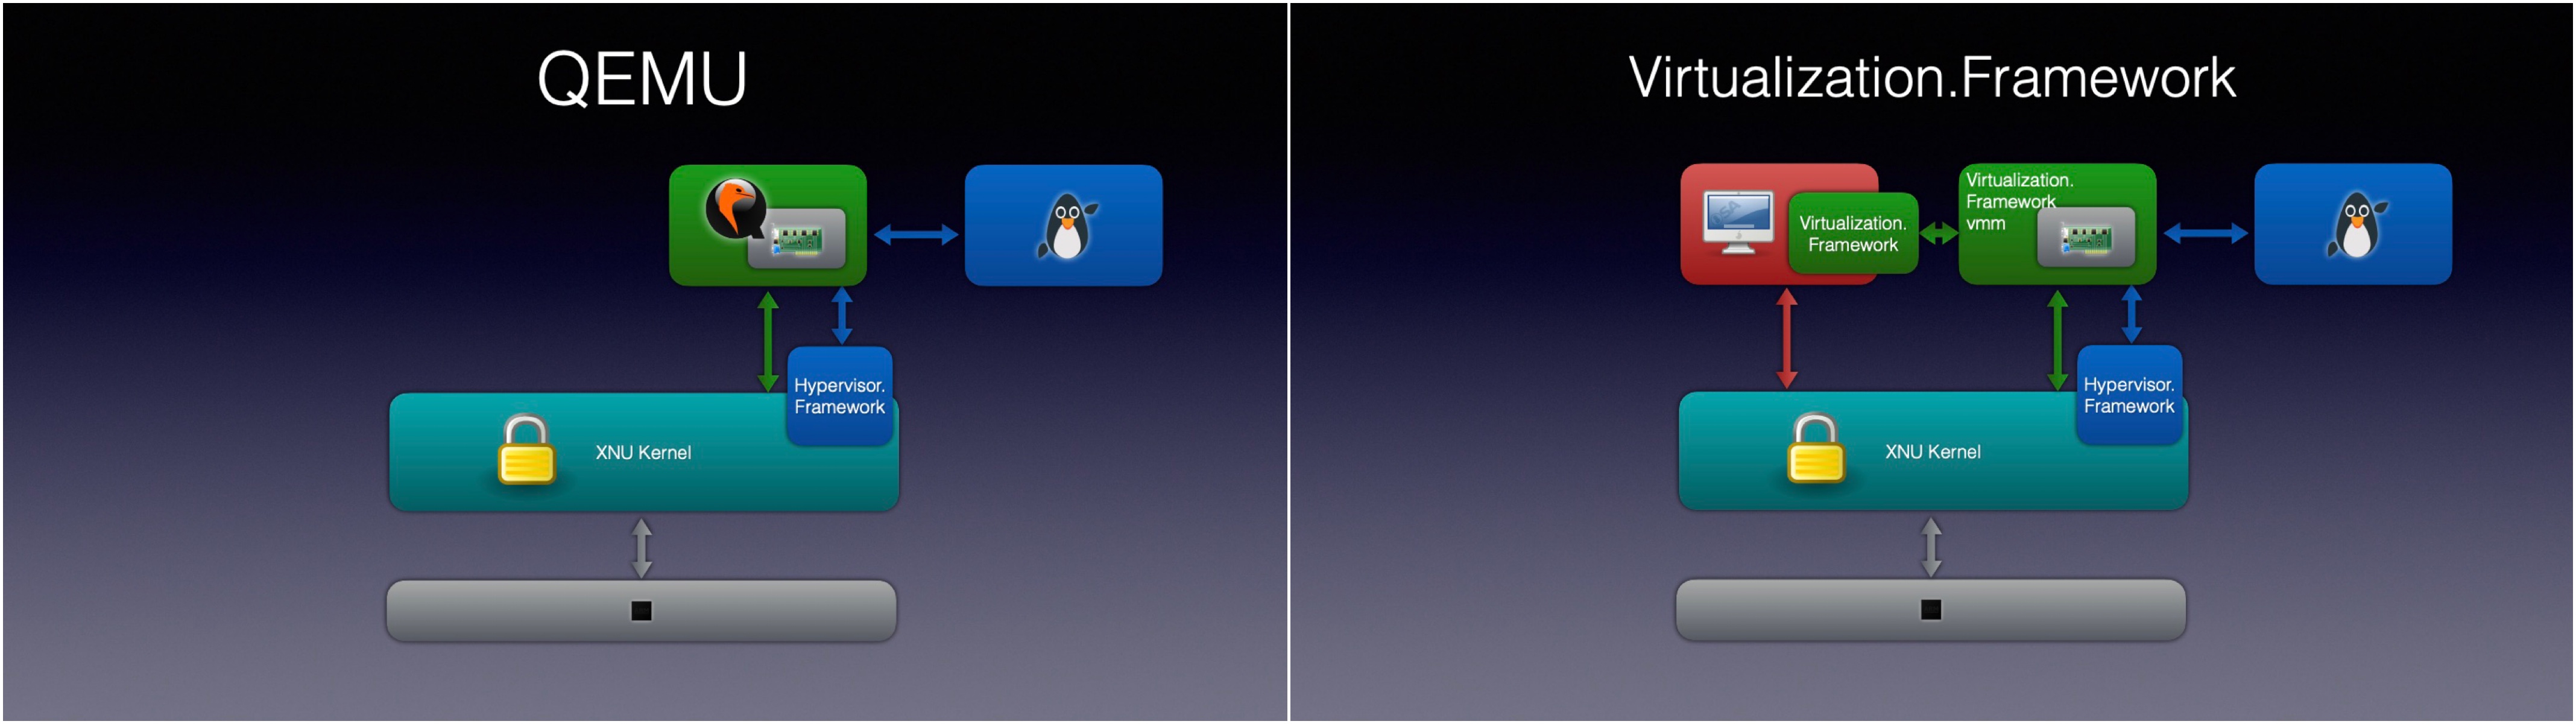 QEMU
Hypervisor.
Framework
XNU Kernel
Virtualization.Framework
Virtualization.
Framework
Virtualization.
Framework
vmm
Hypervisor.
Framework
XNU Kernel